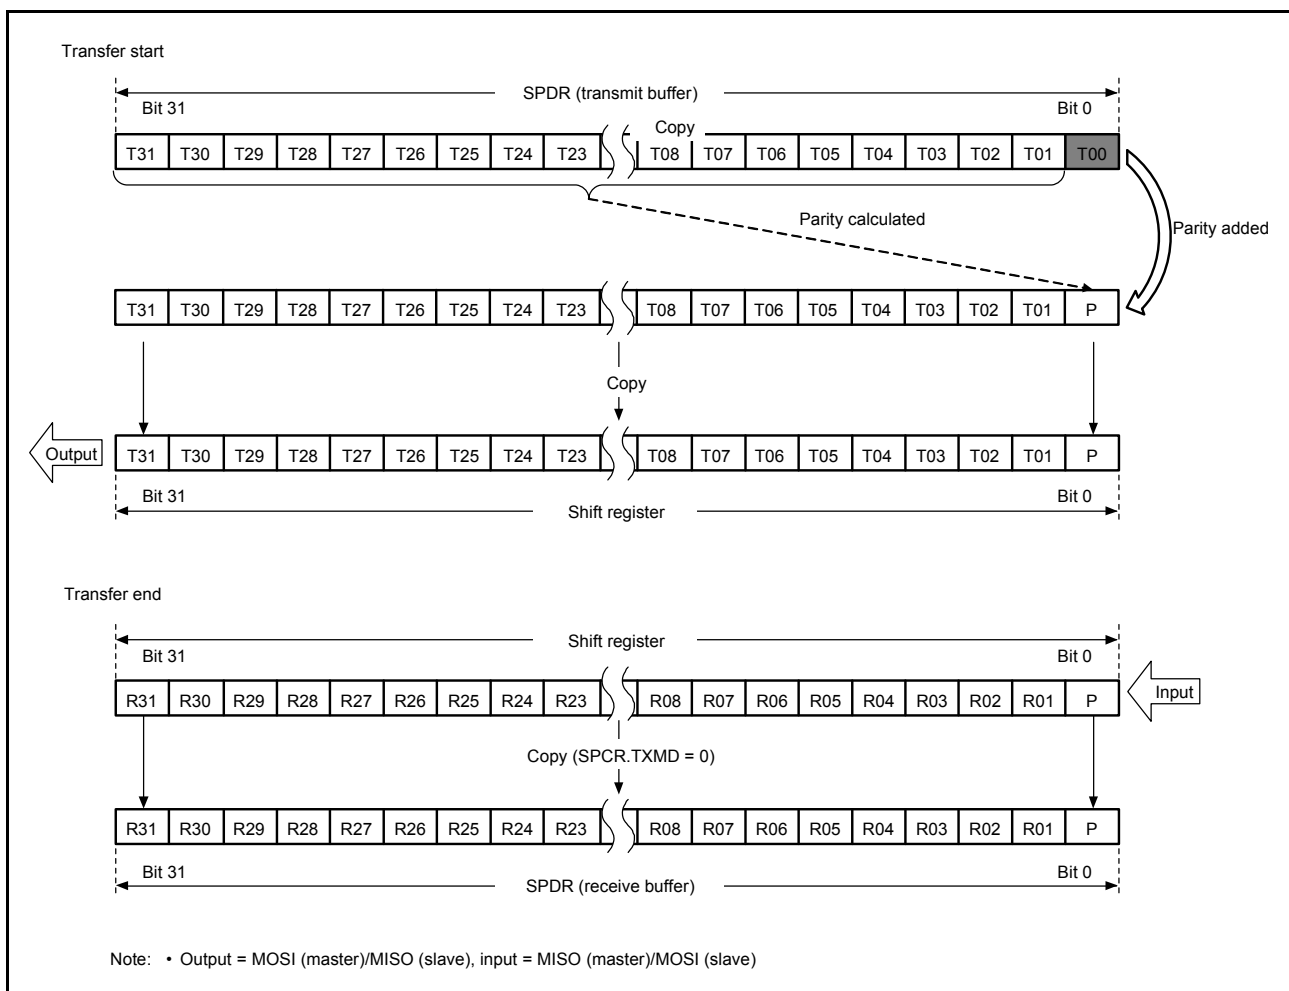 Transfer start
SPDR (transmit buffer)
Bit 31 Bit 0
Copy
T31 T30 T29 T28 T27 T26 T25 T24 T23 T08 T07 T06 T05 T04 T03 T02 T01 T00
Parity calculated
Parity added
T31 T30 T29 T28 T27 T26 T25 T24 T23 T08 T07 T06 T05 T04 T03 T02 T01 P
Copy
Output T31 T30 T29 T28 T27 T26 T25 T24 T23 T08 T07 T06 T05 T04 T03 T02 T01 P
Bit 31 Bit 0
Shift register
Transfer end
Shift register
Bit 31 Bit 0
R31 R30 R29 R28 R27 R26 R25 R24 R23 R08 R07 R06 R05 R04 R03 R02 R01 P Input
Copy (SPCR.TXMD = 0)
R31 R30 R29 R28 R27 R26 R25 R24 R23 R08 R07 R06 R05 R04 R03 R02 R01 P
Bit 31 Bit 0
SPDR (receive buffer)
Note: • Output = MOSI (master)/MISO (slave), input = MISO (master)/MOSI (slave)